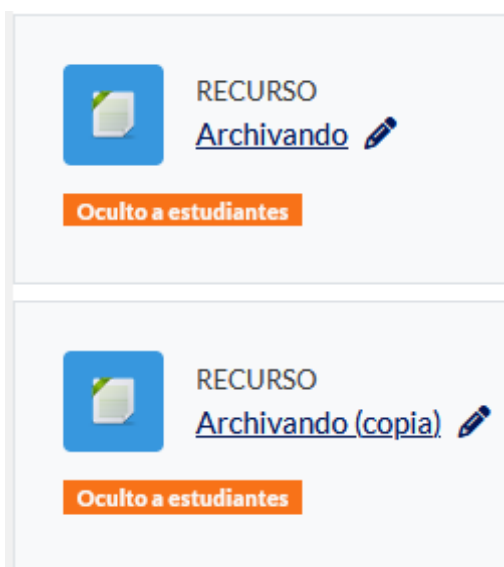 RECURSO
Archivando
Oculto a estudiantes
RECURSO
Archivando (copia)
Oculto a estudiantes